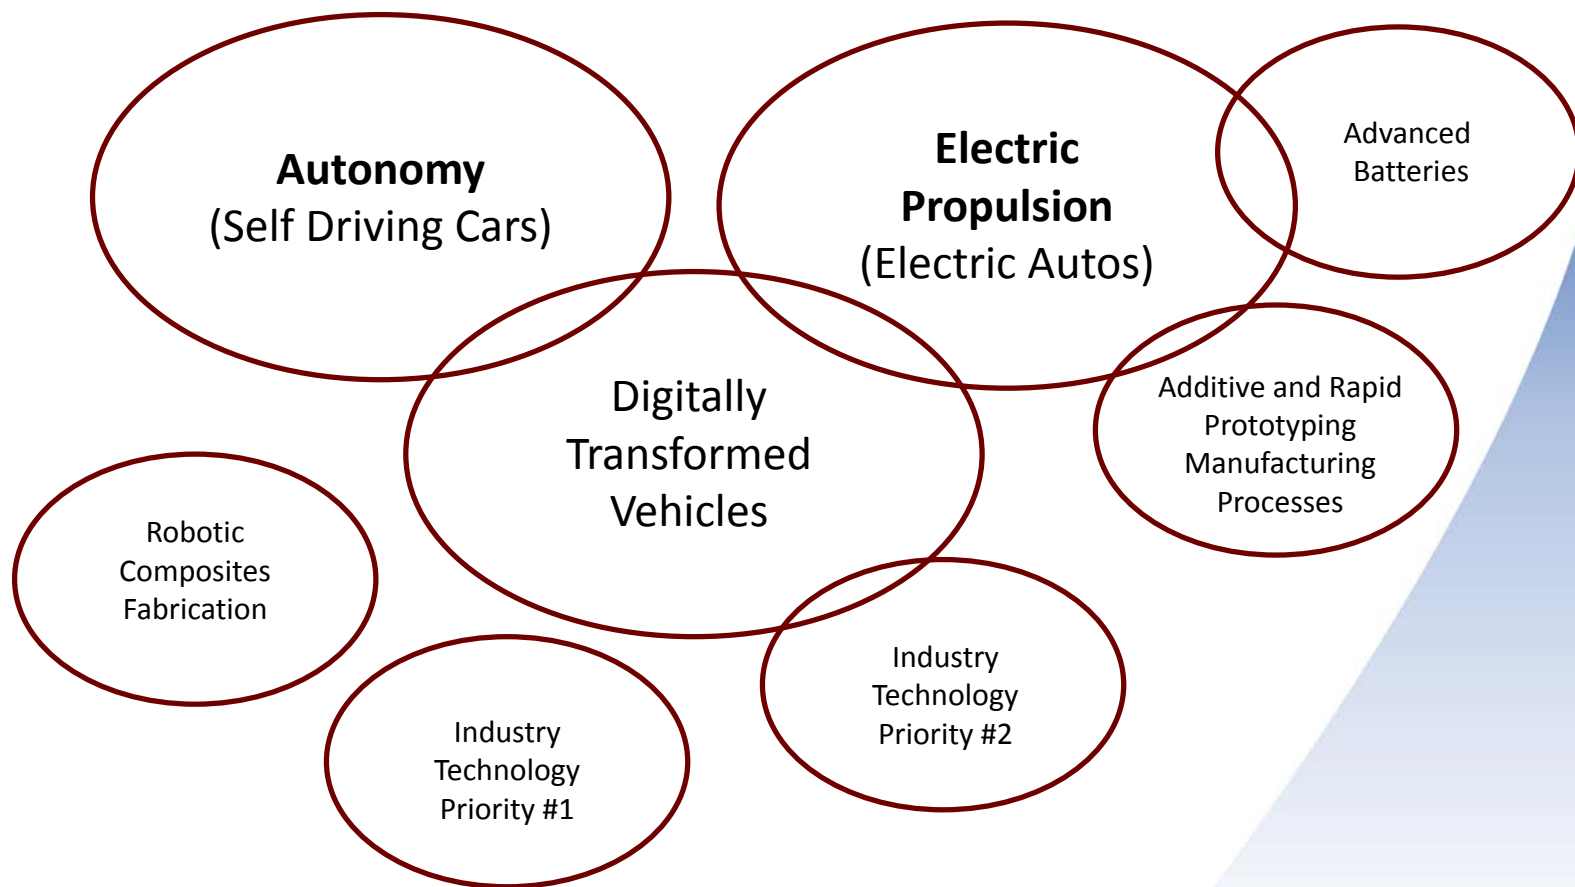 Autonomy
(Self Driving Cars)
Electric
Propulsion
(Electric Autos)
Advanced
Batteries
Digitally
Transformed
Vehicles
Additive and Rapid
Prototyping
Manufacturing
Processes
Robotic
Composites
Fabrication
Industry
Technology
Priority #1
Industry
Technology
Priority #2